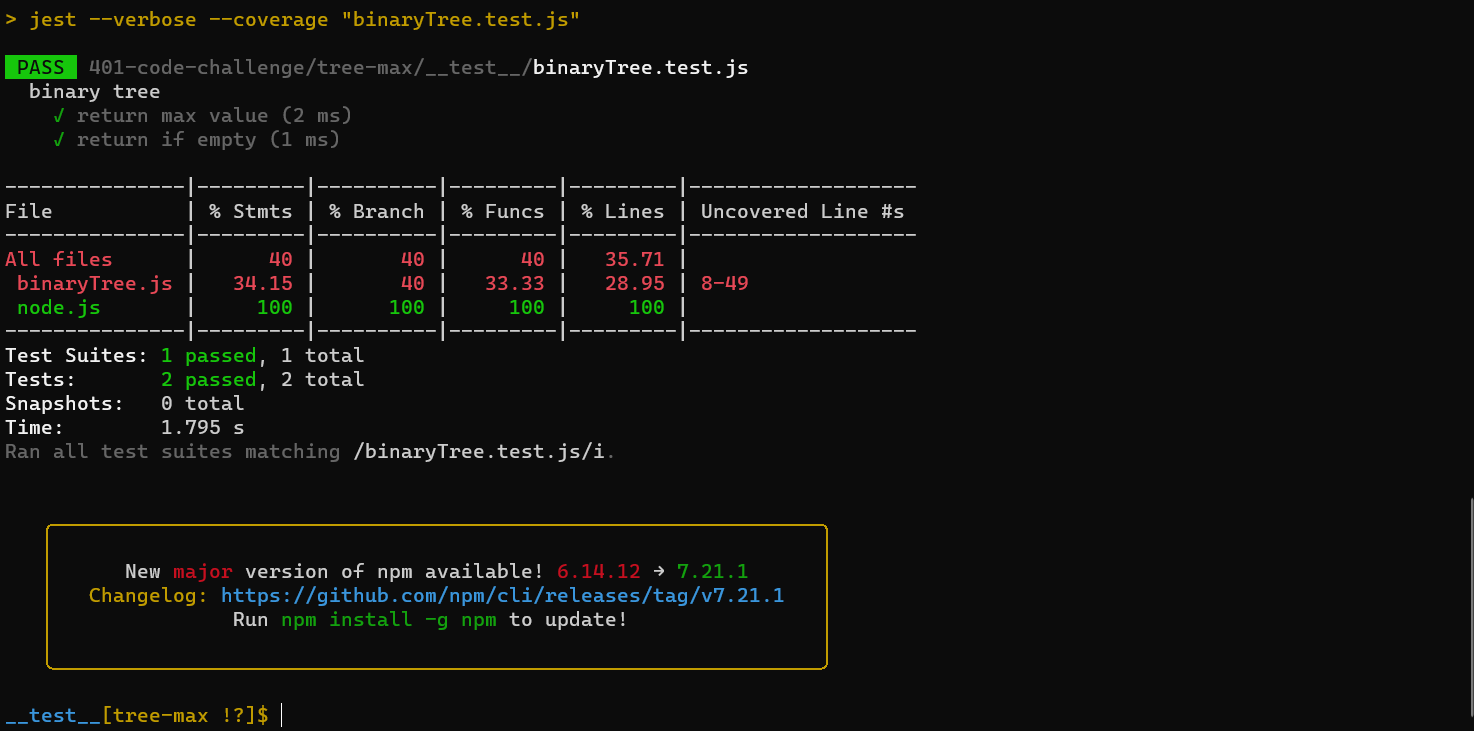 > jest --verbose --coverage "binaryTree.test.js"
PASS 401-code-challenge/tree-max/__test__/binaryTree.test.js
binary tree
√ return max value (2 ms)
√ return if empty (1 ms)
---------------|---------|----------|---------|---------|-------------------
File           | % Stmts | % Branch | % Funcs | % Lines | Uncovered Line #s
---------------|---------|----------|---------|---------|-------------------
All files      |      40 |       40 |      40 |   35.71 |
 binaryTree.js |   34.15 |       40 |   33.33 |   28.95 | 8-49
 node.js       |     100 |      100 |     100 |     100 |
---------------|---------|----------|---------|---------|-------------------
Test Suites: 1 passed, 1 total
Tests:       2 passed, 2 total
Snapshots:   0 total
Time:        1.795 s
Ran all test suites matching /binaryTree.test.js/i.
New major version of npm available! 6.14.12 → 7.21.1
Changelog: https://github.com/npm/cli/releases/tag/v7.21.1
Run npm install -g npm to update!
__test__[tree-max !?]$